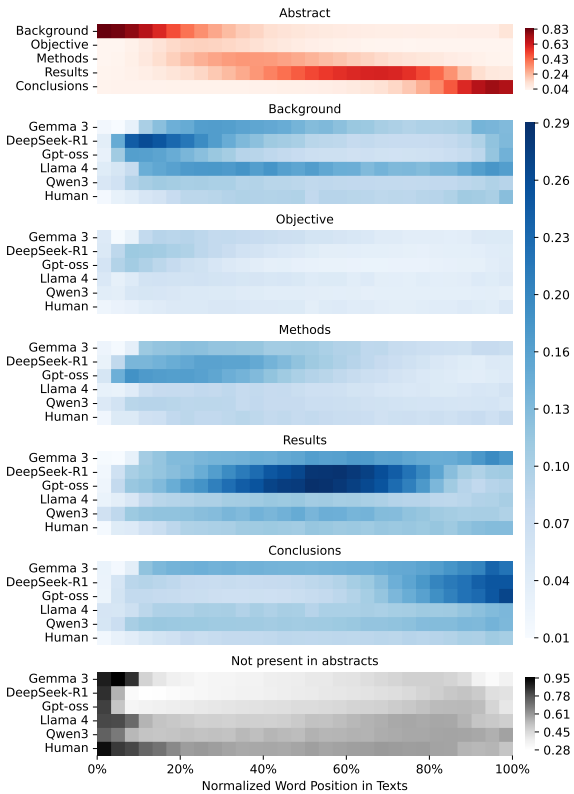 Abstract
Background
Objective
Methods
Results
Conclusions
0.83
0.63
0.43
0.24
0.04
Background
Gemma 3
DeepSeek-R1
Gpt-oss
Llama 4
Qwen3
Human
Objective
Gemma 3
DeepSeek-R1
Gpt-oss
Llama 4
Qwen3
Human
Methods
Gemma 3
DeepSeek-R1
Gpt-oss
Llama 4
Qwen3
Human
Results
Gemma 3
DeepSeek-R1
Gpt-oss
Llama 4
Qwen3
Human
Conclusions
Gemma 3
DeepSeek-R1
Gpt-oss
Llama 4
Qwen3
Human
0.29
0.26
0.23
0.20
0.16
0.13
0.10
0.07
0.04
0.01
Not present in abstracts
Gemma 3
DeepSeek-R1
Gpt-oss
Llama 4
Qwen3
Human
0.95
0.78
0.61
0.45
0.28
0% 20% 40% 60% 80% 100%
Normalized Word Position in Texts